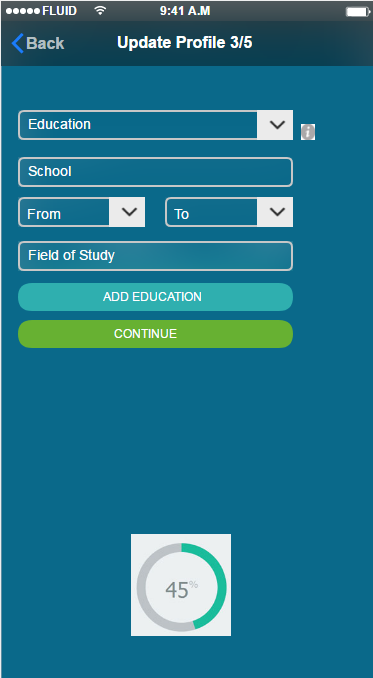 FLUID 9:41 A.M
Back Update Profile 3/5
Education
i
School
From To
Field of Study
ADD EDUCATION
CONTINUE
45%